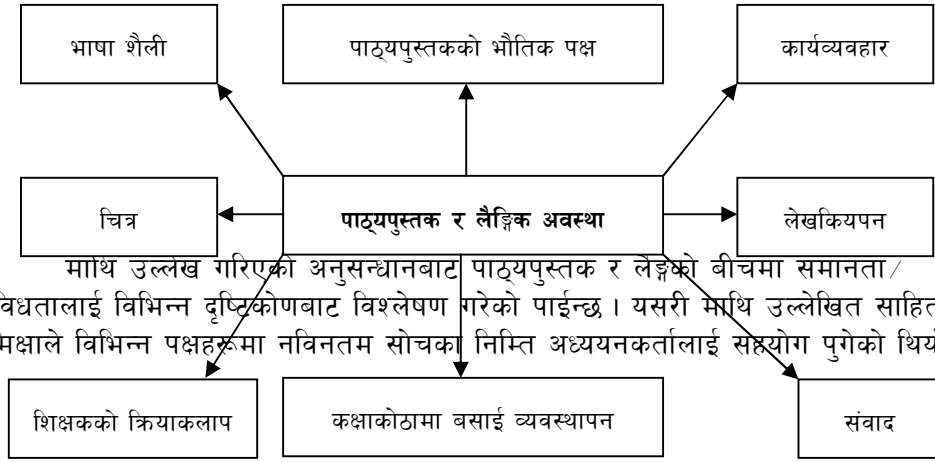 भाषा शैली
पाठ्यपुस्तकको भौतिक पक्ष
कार्यव्यवहार
चित्र
पाठ्यपुस्तक र लैङ्गिक अवस्था
लेखकियपन
माथि उल्लेख गरिएको अनुसन्धानबाट पाठ्यपुस्तक र लैङ्गको बीचमा समानता/
विधतालाई विभिन्न दृष्टिकोणबाट विश्लेषण गरेको पाईन्छ । यसरी माथि उल्लेखित
विभिन्न पक्षहरूमा नविनतम सोचका निम्ति अध्ययनकर्तालाई सहयोग पुगेको
शिक्षकको क्रियाकलाप
कक्षाकोठामा बसाई व्यवस्थापन
संवाद